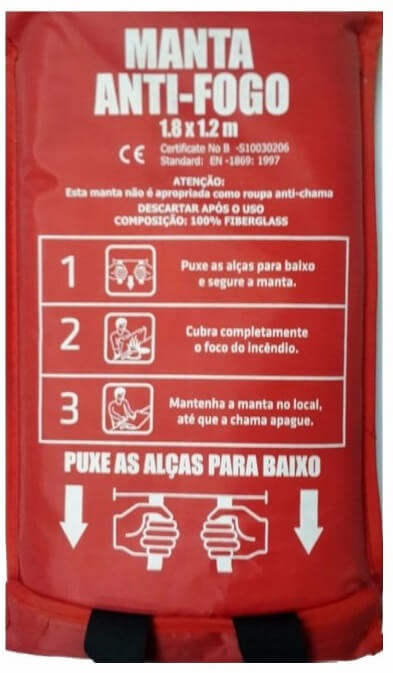 MANTA
ANTI-FOGO
1.8 x 1.2 m
CE Certificate No B -S10030206
Standard: EN -1869: 1997
ATENÇÃO:
Esta manta não é apropriada como roupa anti-chama
DESCARTAR APÓS O USO
COMPOSIÇÃO: 100% FIBERGLASS
1 Puxe as alças para baixo
e segure a manta.
2 Cubra completamente
o foco do incêndio.
3 Mantenha a manta no local,
até que a chama apague.
PUXE AS ALÇAS PARA BAIXO